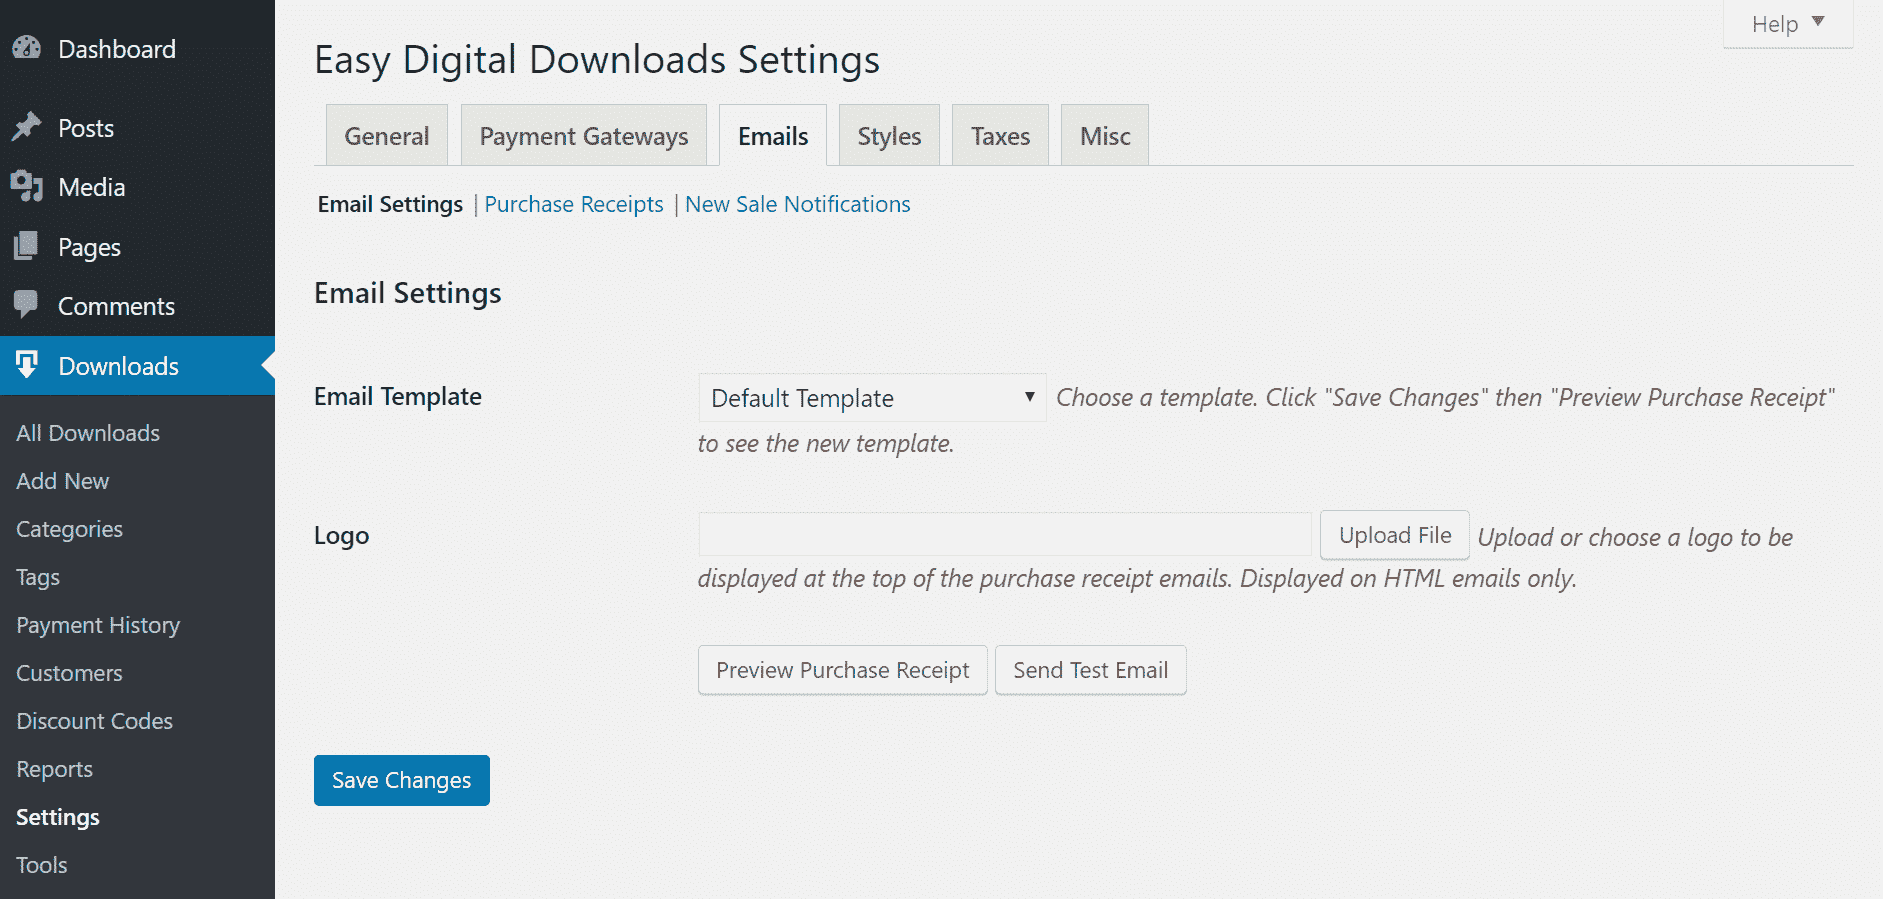 Dashboard
Posts
Media
Pages
Comments
Downloads
All Downloads
Add New
Categories
Tags
Payment History
Customers
Discount Codes
Reports
Settings
Tools
Help ▼
Easy Digital Downloads Settings
General Payment Gateways Emails Styles Taxes Misc
Email Settings | Purchase Receipts | New Sale Notifications
Email Settings
Email Template Default Template ▼ Choose a template. Click "Save Changes" then "Preview Purchase Receipt"
to see the new template.
Logo Upload File Upload or choose a logo to be
displayed at the top of the purchase receipt emails. Displayed on HTML emails only.
Preview Purchase Receipt Send Test Email
Save Changes